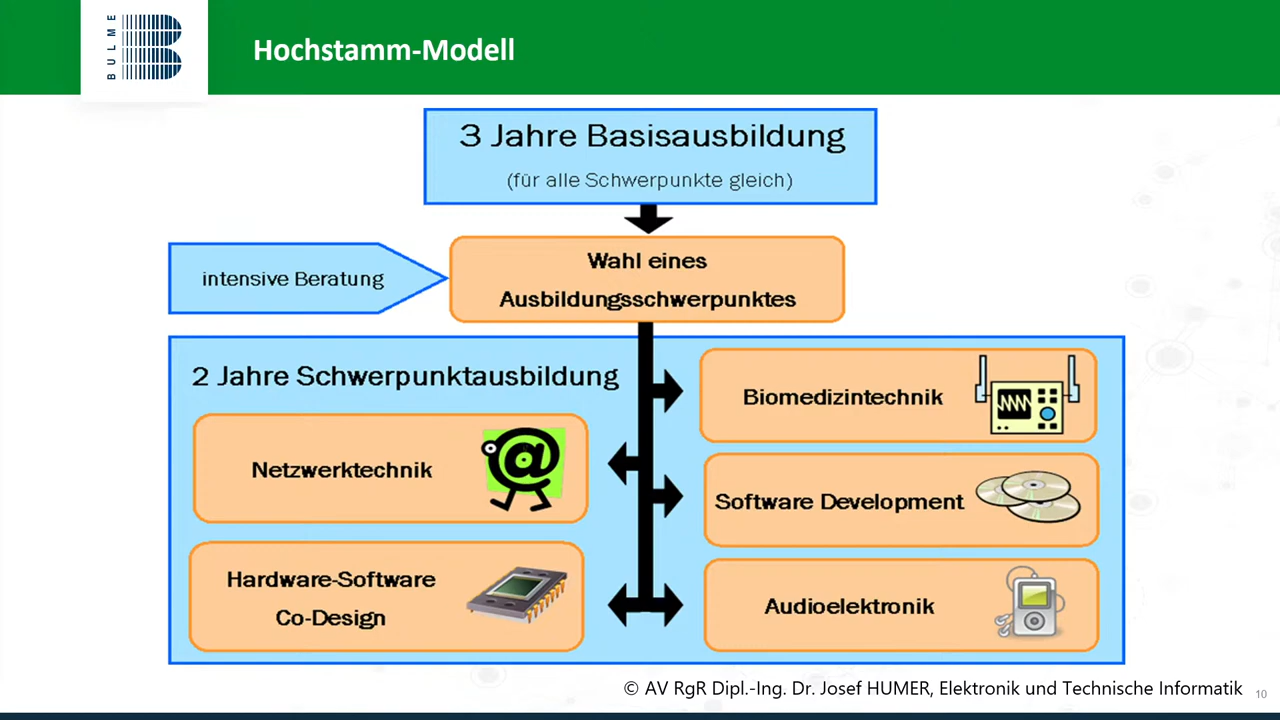 BULME
Hochstamm-Modell
3 Jahre Basisausbildung
(für alle Schwerpunkte gleich)
intensive Beratung
Wahl eines
Ausbildungsschwerpunktes
2 Jahre Schwerpunktausbildung
Biomedizintechnik
Netzwerktechnik
@
Software Development
Hardware-Software
Co-Design
Audioelektronik
© AV RgR Dipl.-Ing. Dr. Josef HUMER, Elektronik und Technische Informatik
10